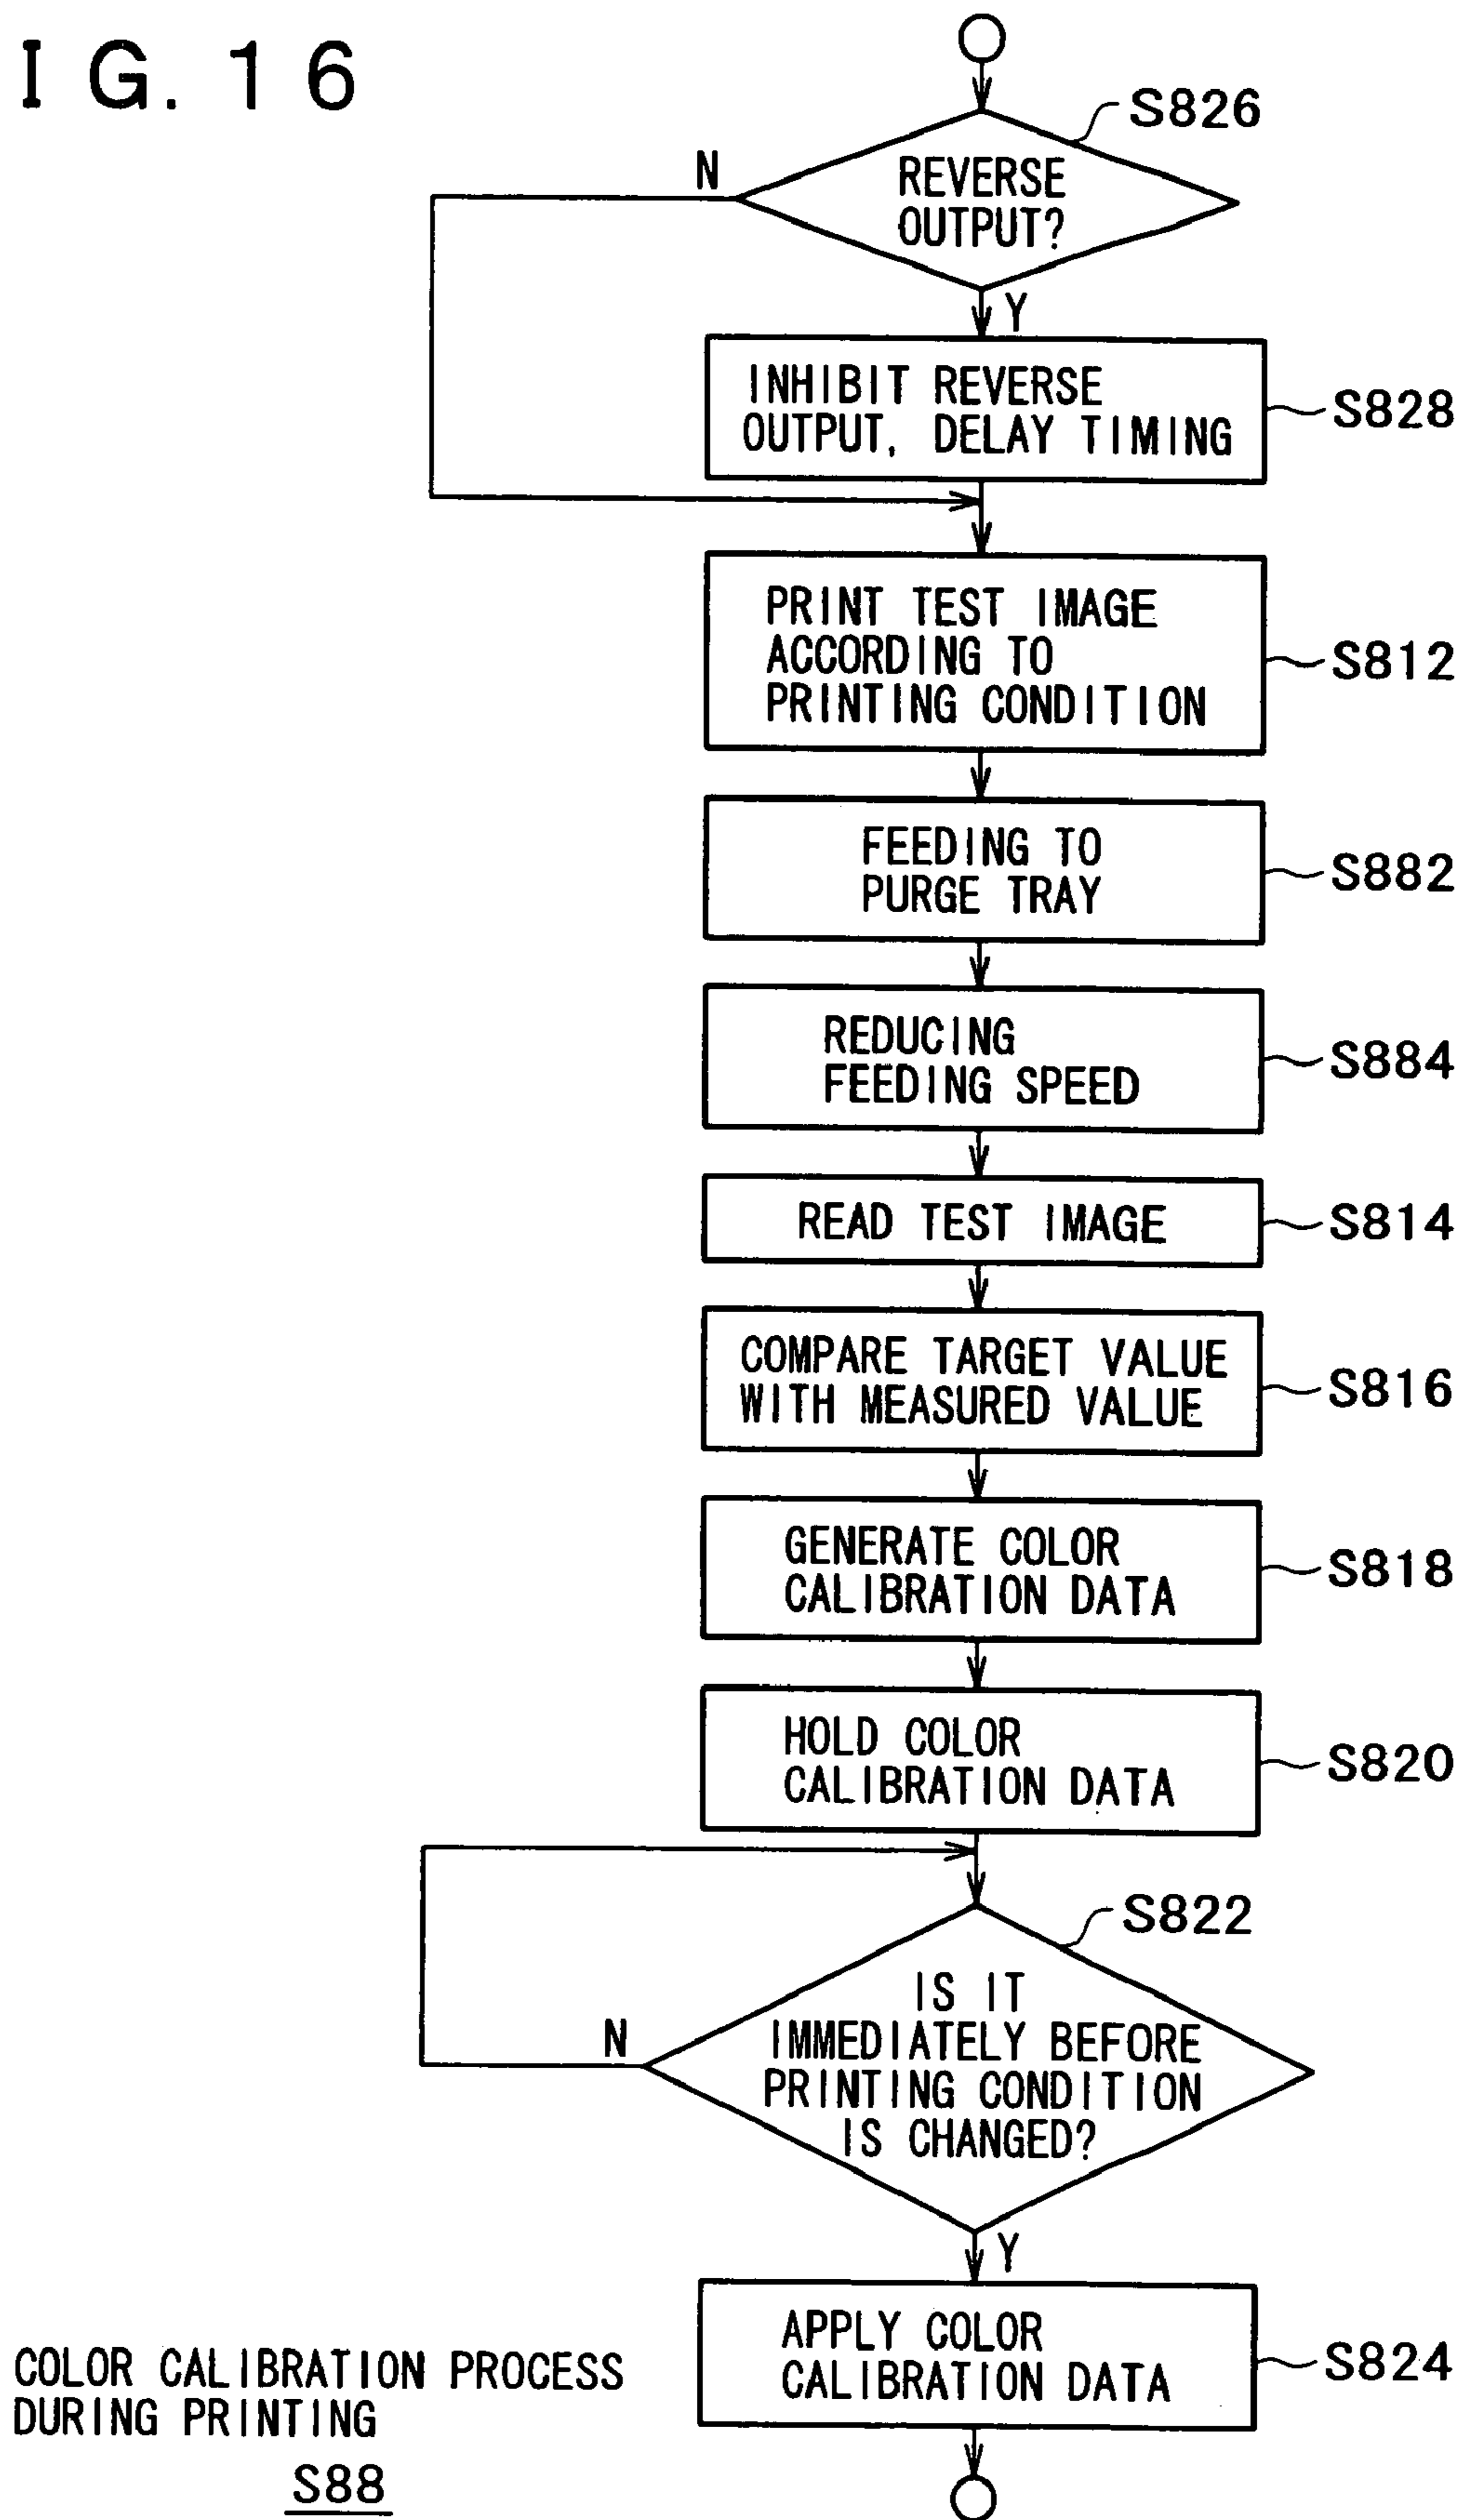 I G. 1 6
S826
N
REVERSE
OUTPUT?
Y
INHIBIT REVERSE
OUTPUT, DELAY TIMING
S828
PRINT TEST IMAGE
ACCORDING TO
PRINTING CONDITION
S812
FEEDING TO
PURGE TRAY
S882
REDUCING
FEEDING SPEED
S884
READ TEST IMAGE
S814
COMPARE TARGET VALUE
WITH MEASURED VALUE
S816
GENERATE COLOR
CALIBRATION DATA
S818
HOLD COLOR
CALIBRATION DATA
S820
S822
N
IS IT
IMMEDIATELY BEFORE
PRINTING CONDITION
IS CHANGED?
Y
APPLY COLOR
CALIBRATION DATA
S824
COLOR CALIBRATION PROCESS
DURING PRINTING
S88